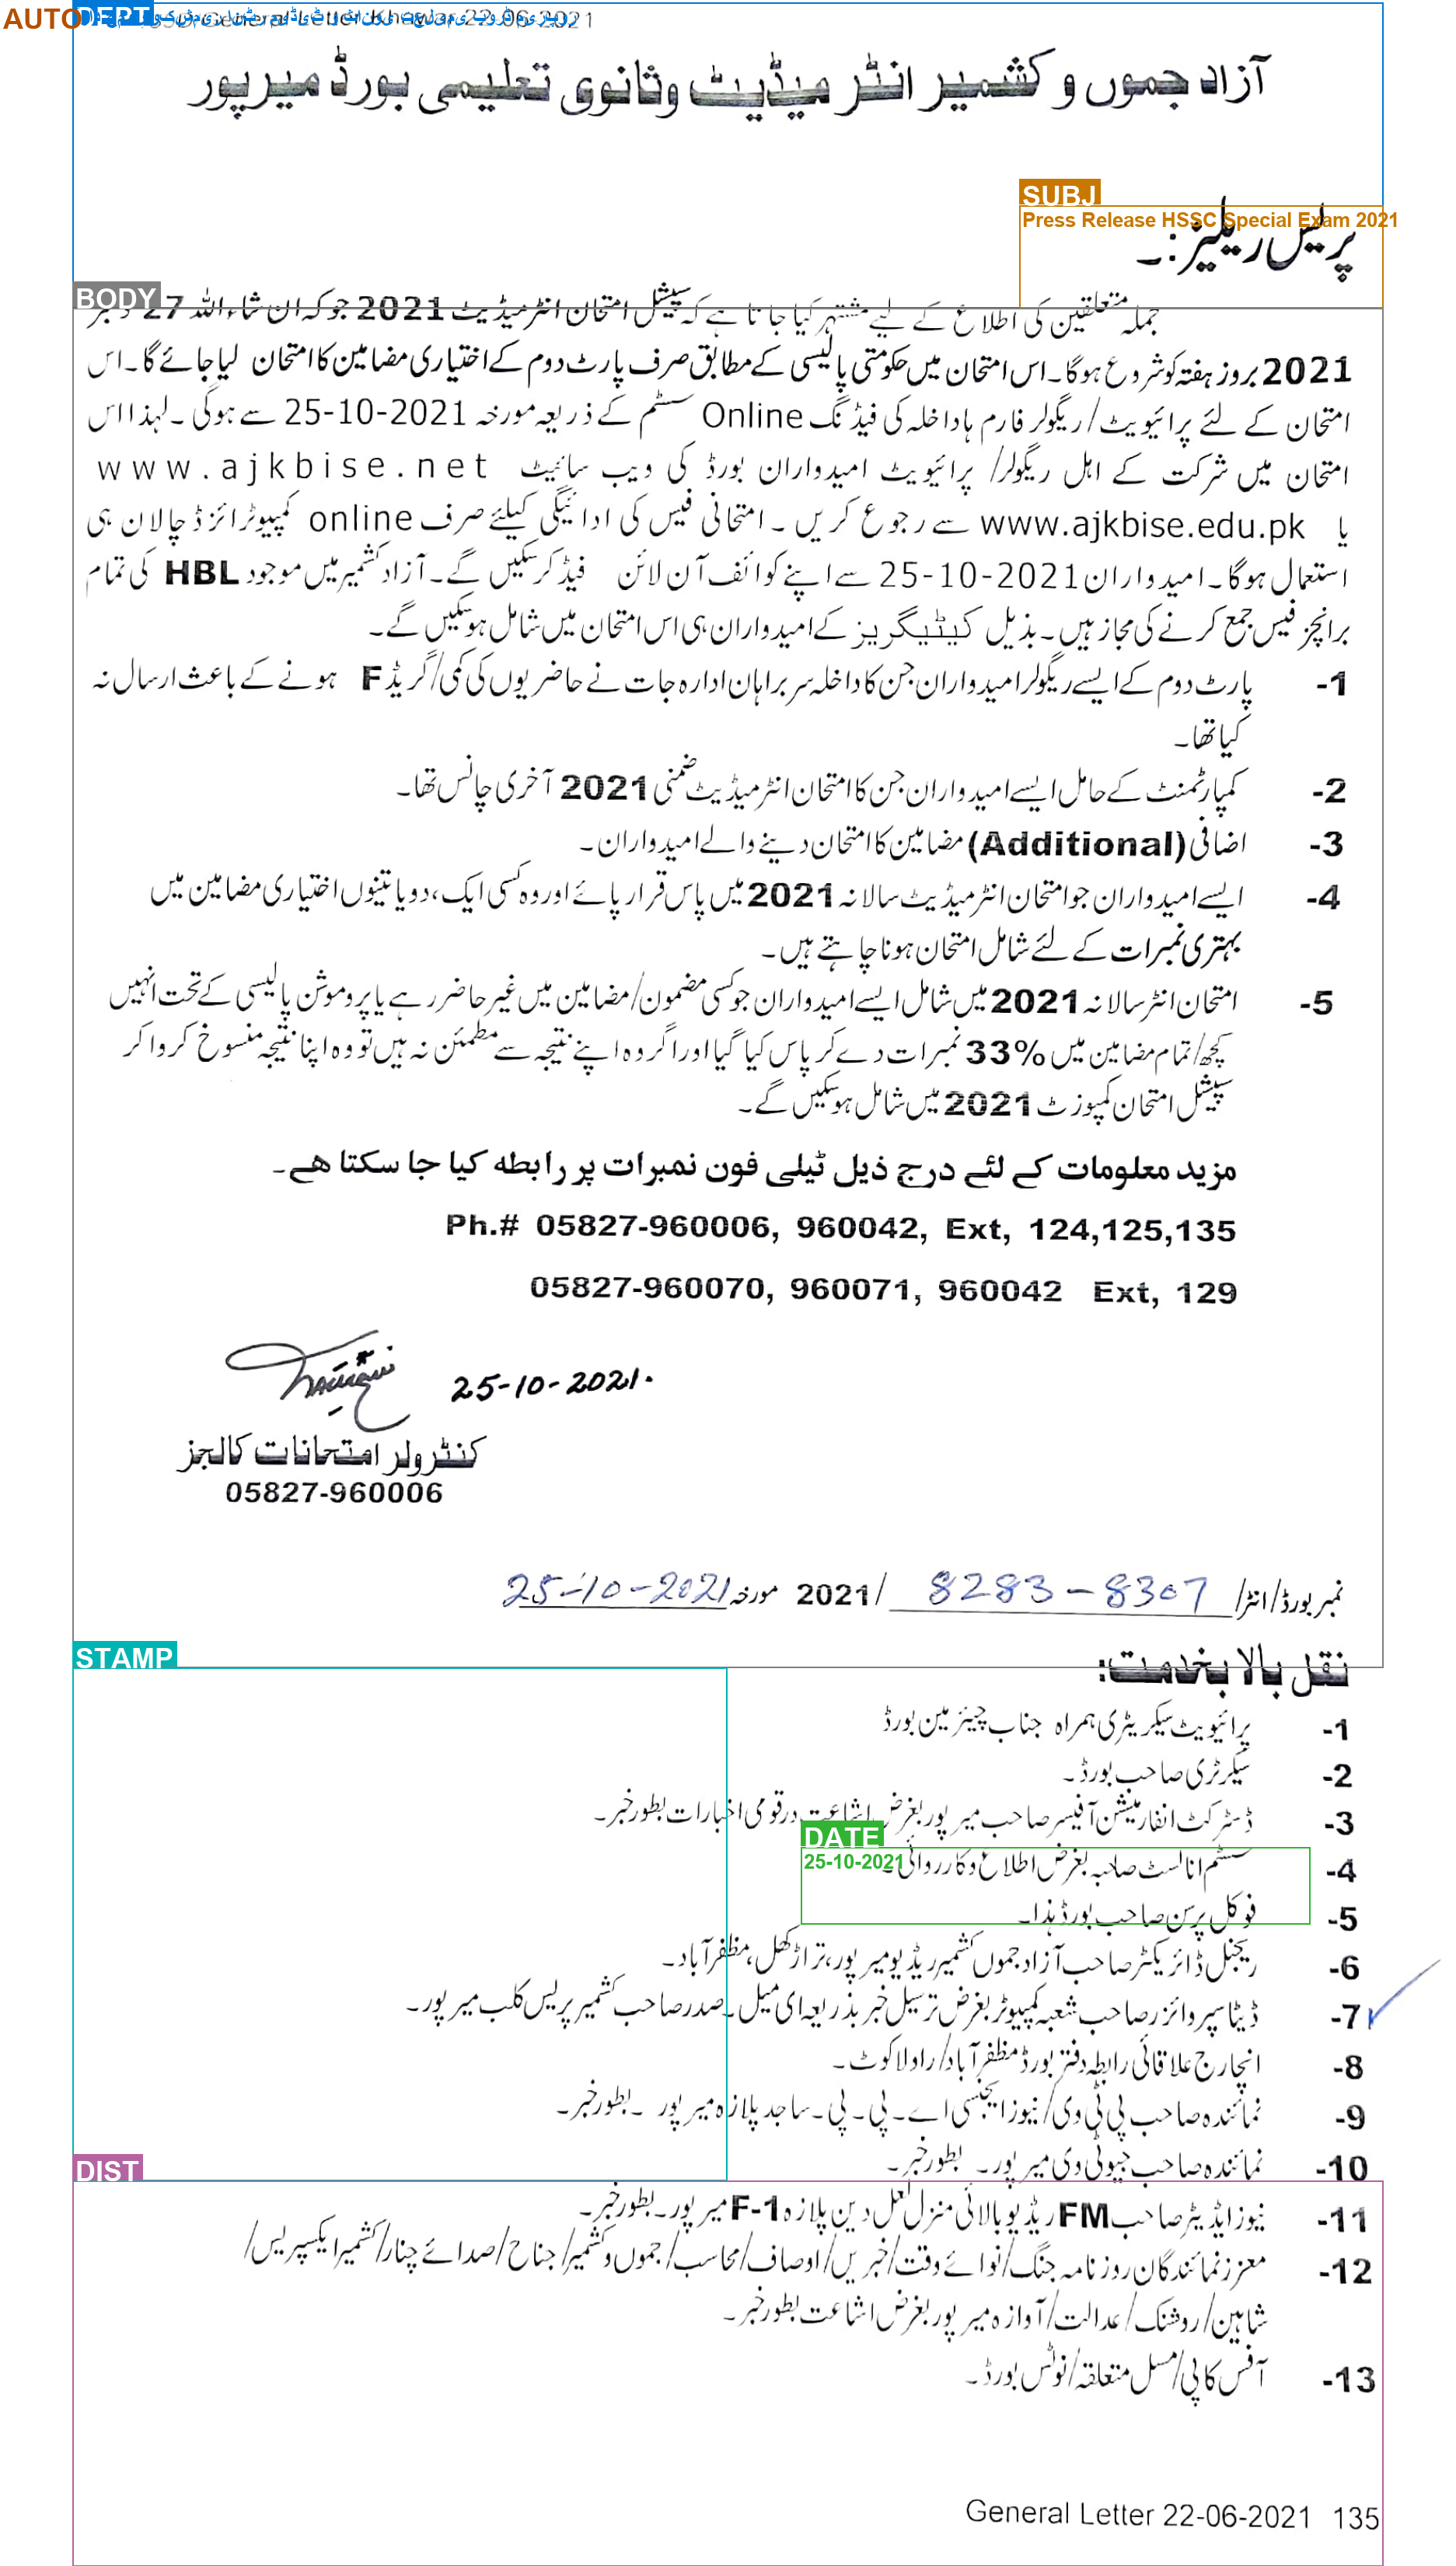 AUTO
DEPT
General Letter Khawar 22-06-2021
آزاد جموں و کشمیر انٹر میڈیٹ وثانوی تعلیمی بورڈ میرپور
SUBJ
Press Release HSSC Special Exam 2021
پریس ریلیز:۔
BODY
جملہ متعلقین کی اطلاع کے لیے مشتہر کیا جاتا ہے کہ سپیشل امتحان انٹرمیڈیٹ 2021 جو کہ ان شاء اللہ 27 دسمبر
2021 بروز ہفتہ کو شروع ہوگا۔ اس امتحان میں حکومتی پالیسی کے مطابق صرف پارٹ دوم کے اختیاری مضامین کا امتحان لیا جائے گا۔ اس
امتحان کے لئے پرائیویٹ/ریگولر فارم ہا داخلہ کی فیڈنگ Online سسٹم کے ذریعہ مورخہ 25-10-2021 سے ہوگی۔ لہذا اس
امتحان میں شرکت کے اہل ریگولر/ پرائیویٹ امیدواران بورڈ کی ویب سائیٹ www.ajkbise.net
یا www.ajkbise.edu.pk سے رجوع کریں۔ امتحانی فیس کی ادائیگی کیلئے صرف online کمپیوٹرائزڈ چالان ہی
استعمال ہوگا۔ امیدواران 25-10-2021 سے اپنے کوائف آن لائن فیڈ کر سکیں گے۔ آزاد کشمیر میں موجود HBL کی تمام
برانچز فیس جمع کرنے کی مجاز ہیں۔ بذیل کیٹیگریز کے امیدواران ہی اس امتحان میں شامل ہو سکیں گے۔
1- پارٹ دوم کے ایسے ریگولر امیدواران جن کا داخلہ سربراہان ادارہ جات نے حاضریوں کی کمی/گریڈ F ہونے کے باعث ارسال نہ
کیا تھا۔
2- کمپارٹمنٹ کے حامل ایسے امیدواران جن کا امتحان انٹرمیڈیٹ ضمنی 2021 آخری چانس تھا۔
3- اضافی (Additional) مضامین کا امتحان دینے والے امیدواران۔
4- ایسے امیدواران جو امتحان انٹرمیڈیٹ سالانہ 2021 میں پاس قرار پائے اور وہ کسی ایک، دو یا تینوں اختیاری مضامین میں
بہتری نمبرات کے لئے شامل امتحان ہونا چاہتے ہیں۔
5- امتحان انٹر سالانہ 2021 میں شامل ایسے امیدواران جو کسی مضمون/مضامین میں غیر حاضر رہے یا پروموشن پالیسی کے تحت انہیں
کچھ/تمام مضامین میں 33% نمبرات دے کر پاس کیا گیا اور اگر وہ اپنے نتیجہ سے مطمئن نہ ہیں تو وہ اپنا نتیجہ منسوخ کروا کر
سپیشل امتحان کمپوزٹ 2021 میں شامل ہو سکیں گے۔
مزید معلومات کے لئے درج ذیل ٹیلی فون نمبرات پر رابطہ کیا جا سکتا ھے۔
Ph.# 05827-960006, 960042, Ext, 124,125,135
05827-960070, 960071, 960042 Ext, 129
25-10-2021.
کنٹرولر امتحانات کالجز
05827-960006
نمبر بورڈ/انٹر/ 8283-8307 /2021 مورخہ 25-10-2021
STAMP
نقل بالا بخدمت:
1- پرائیویٹ سیکریٹری ہمراہ جناب چیئرمین بورڈ
2- سیکرٹری صاحب بورڈ۔
3- ڈسٹرکٹ انفارمیشن آفیسر صاحب میرپور بغرض اشاعت در قومی اخبارات بطور خبر۔
DATE
25-10-2021
4- سسٹم انالسٹ صاحبہ بغرض اطلاع و کارروائی۔
5- فوکل پرسن صاحب بورڈ ہذا۔
6- ریجنل ڈائریکٹر صاحب آزاد جموں کشمیر ریڈیو میرپور، تراڑکھل، مظفرآباد۔
7- ڈیٹا سپروائزر صاحب شعبہ کمپیوٹر بغرض ترسیل خبر بذریعہ ای میل۔ صدر صاحب کشمیر پریس کلب میرپور۔
8- انچارج علاقائی رابطہ دفتر بورڈ مظفرآباد/راولاکوٹ۔
9- نمائندہ صاحب پی ٹی وی/نیوز ایجنسی اے۔پی۔پی۔ ساجد پلازہ میرپور۔ بطور خبر۔
10- نمائندہ صاحب جیو ٹی وی میرپور۔ بطور خبر۔
DIST
11- نیوز ایڈیٹر صاحب FM ریڈیو بالائی منزل لعل دین پلازہ F-1 میرپور۔ بطور خبر۔
12- معزز نمائندگان روزنامہ جنگ/نوائے وقت/خبریں/اوصاف/محاسب/جموں و کشمیر/جناح/صدائے چنار/کشمیر ایکسپریس/
شاہین/روشنک/عدالت/آوازہ میرپور بغرض اشاعت بطور خبر۔
13- آفس کاپی/مسل متعلقہ/نوٹس بورڈ۔
General Letter 22-06-2021 135